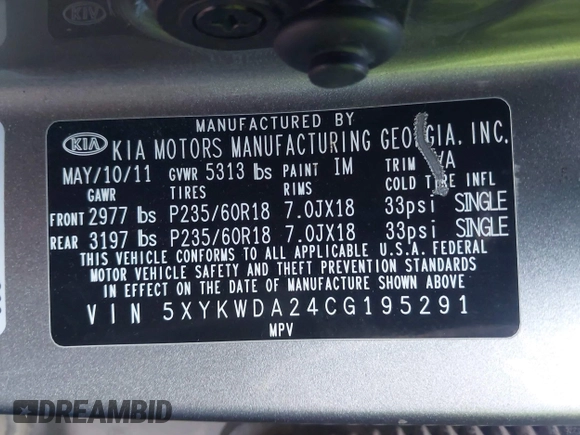 MANUFACTURED BY
KIA KIA MOTORS MANUFACTURING GEORGIA, INC.
MAY/10/11 GVWR 5313 lbs PAINT IM TRIM
GAWR TIRES RIMS COLD TIRE INFL
FRONT 2977 lbs P235/60R18 7.0JX18 33psi SINGLE
REAR 3197 lbs P235/60R18 7.0JX18 33psi SINGLE
THIS VEHICLE CONFORMS TO ALL APPLICABLE U.S.A. FEDERAL
MOTOR VEHICLE SAFETY AND THEFT PREVENTION STANDARDS
IN EFFECT ON THE DATE OF MANUFACTURE SHOWN ABOVE
VIN 5XYKWDA24CG195291
MPV
DREAMBID